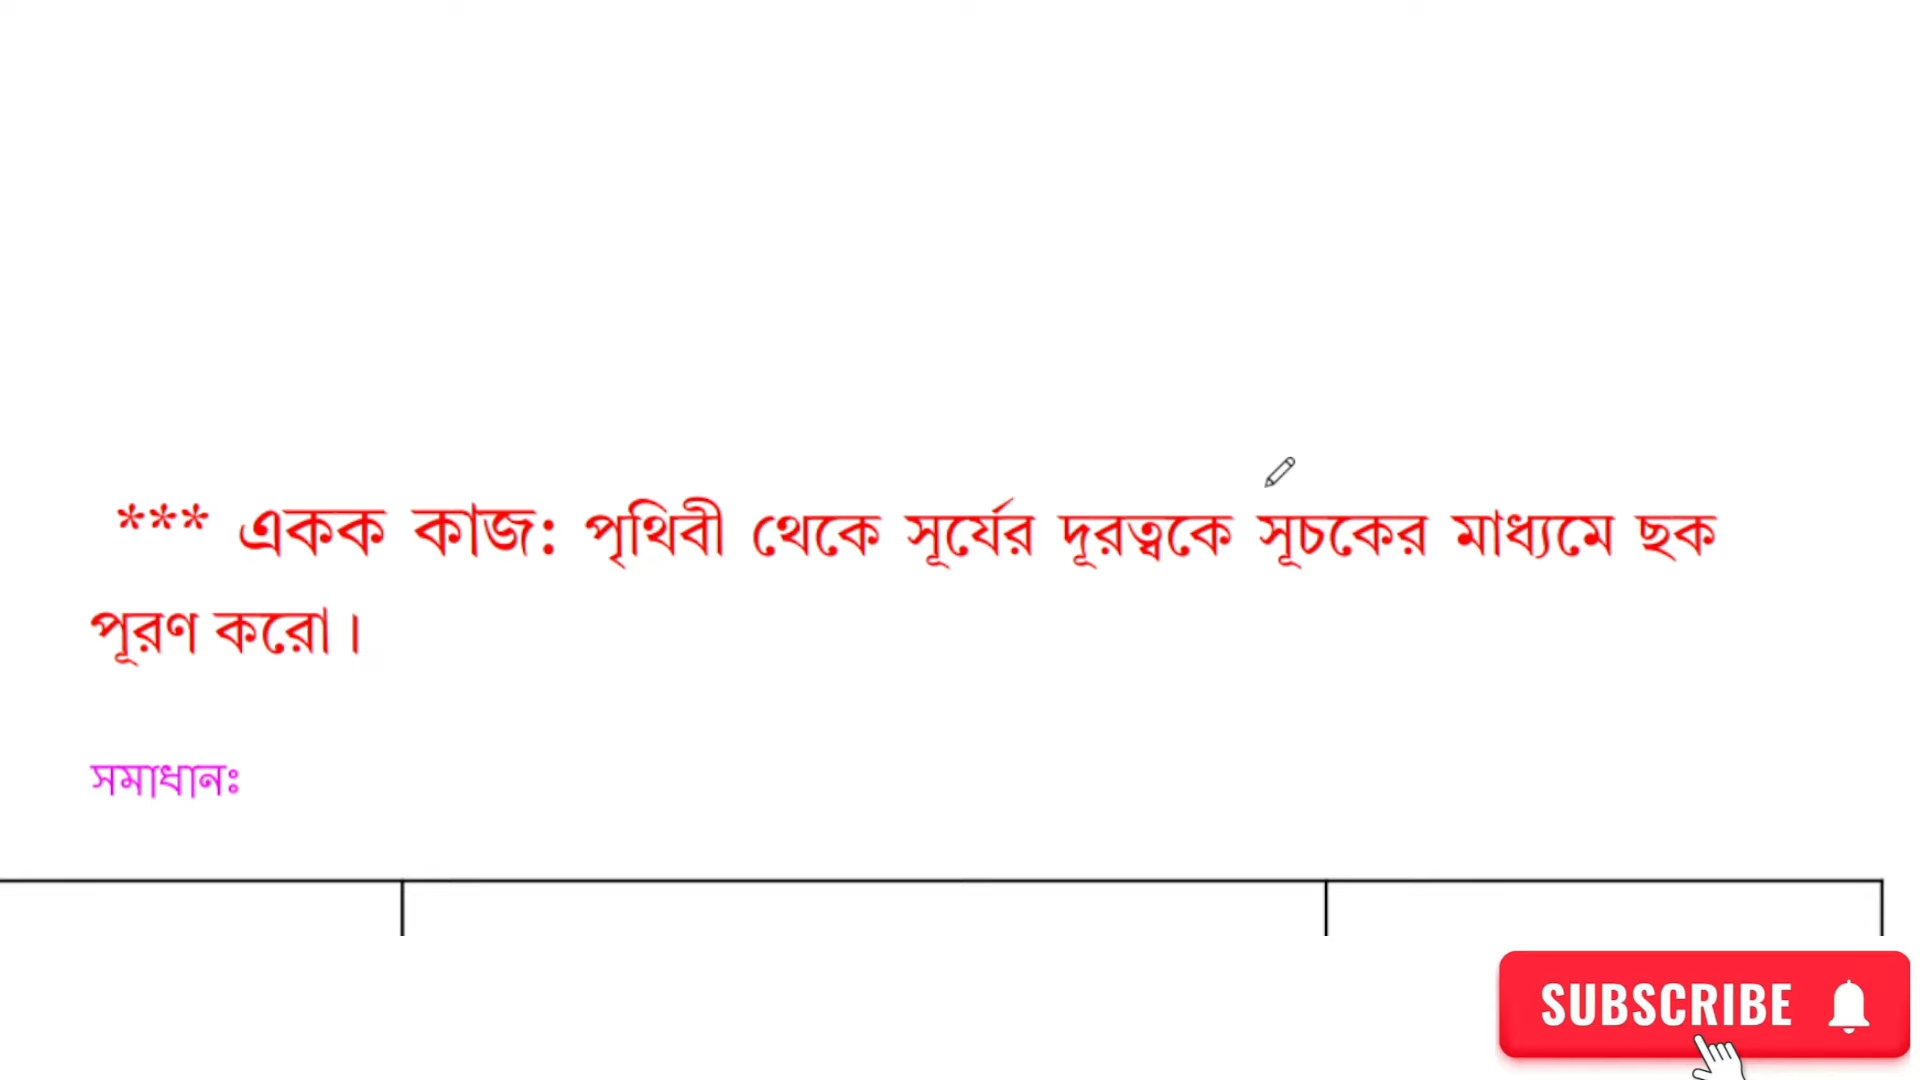 *** একক কাজ: পৃথিবী থেকে সূর্যের দূরত্বকে সূচকের মাধ্যমে ছক
পূরণ করো।
সমাধানঃ
SUBSCRIBE